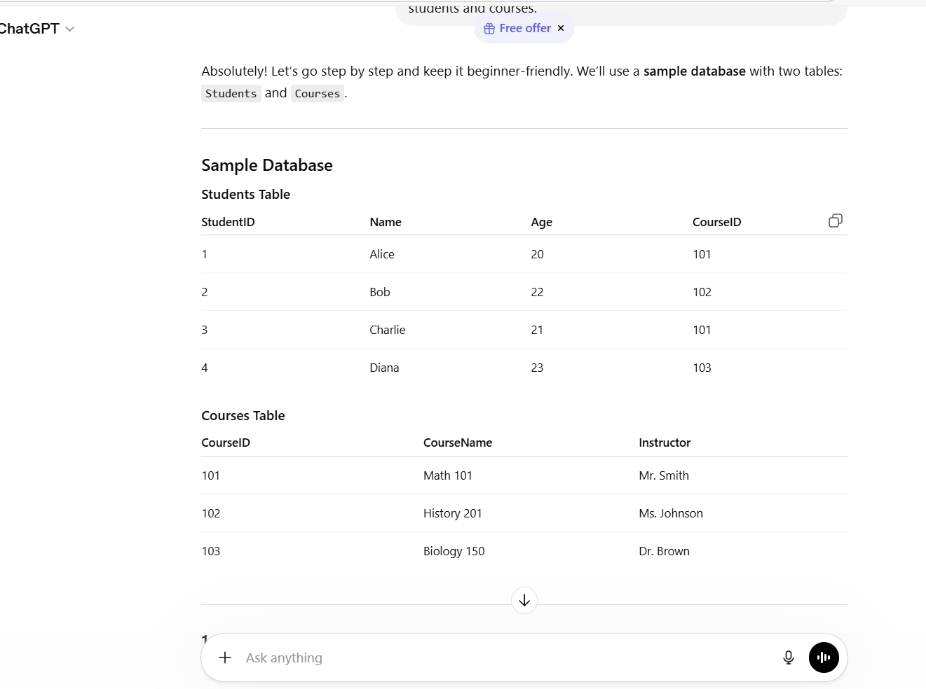 students and courses.
ChatGPT
Free offer ×
Absolutely! Let's go step by step and keep it beginner-friendly. We'll use a sample database with two tables:
Students and Courses.
Sample Database
Students Table
StudentID Name Age CourseID
1 Alice 20 101
2 Bob 22 102
3 Charlie 21 101
4 Diana 23 103
Courses Table
CourseID CourseName Instructor
101 Math 101 Mr. Smith
102 History 201 Ms. Johnson
103 Biology 150 Dr. Brown
Ask anything